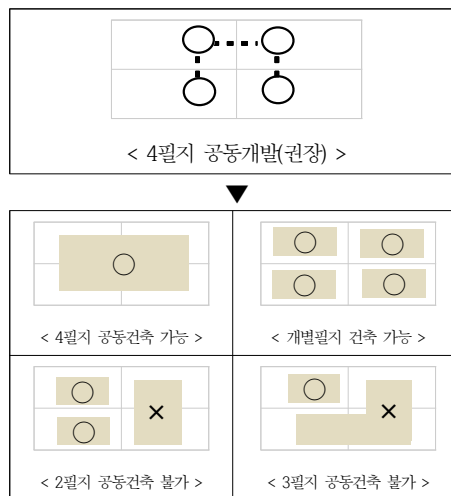 < 4필지 공동개발(권장) >
< 4필지 공동건축 가능 >
< 개별필지 건축 가능 >
< 2필지 공동건축 불가 >
< 3필지 공동건축 불가 >